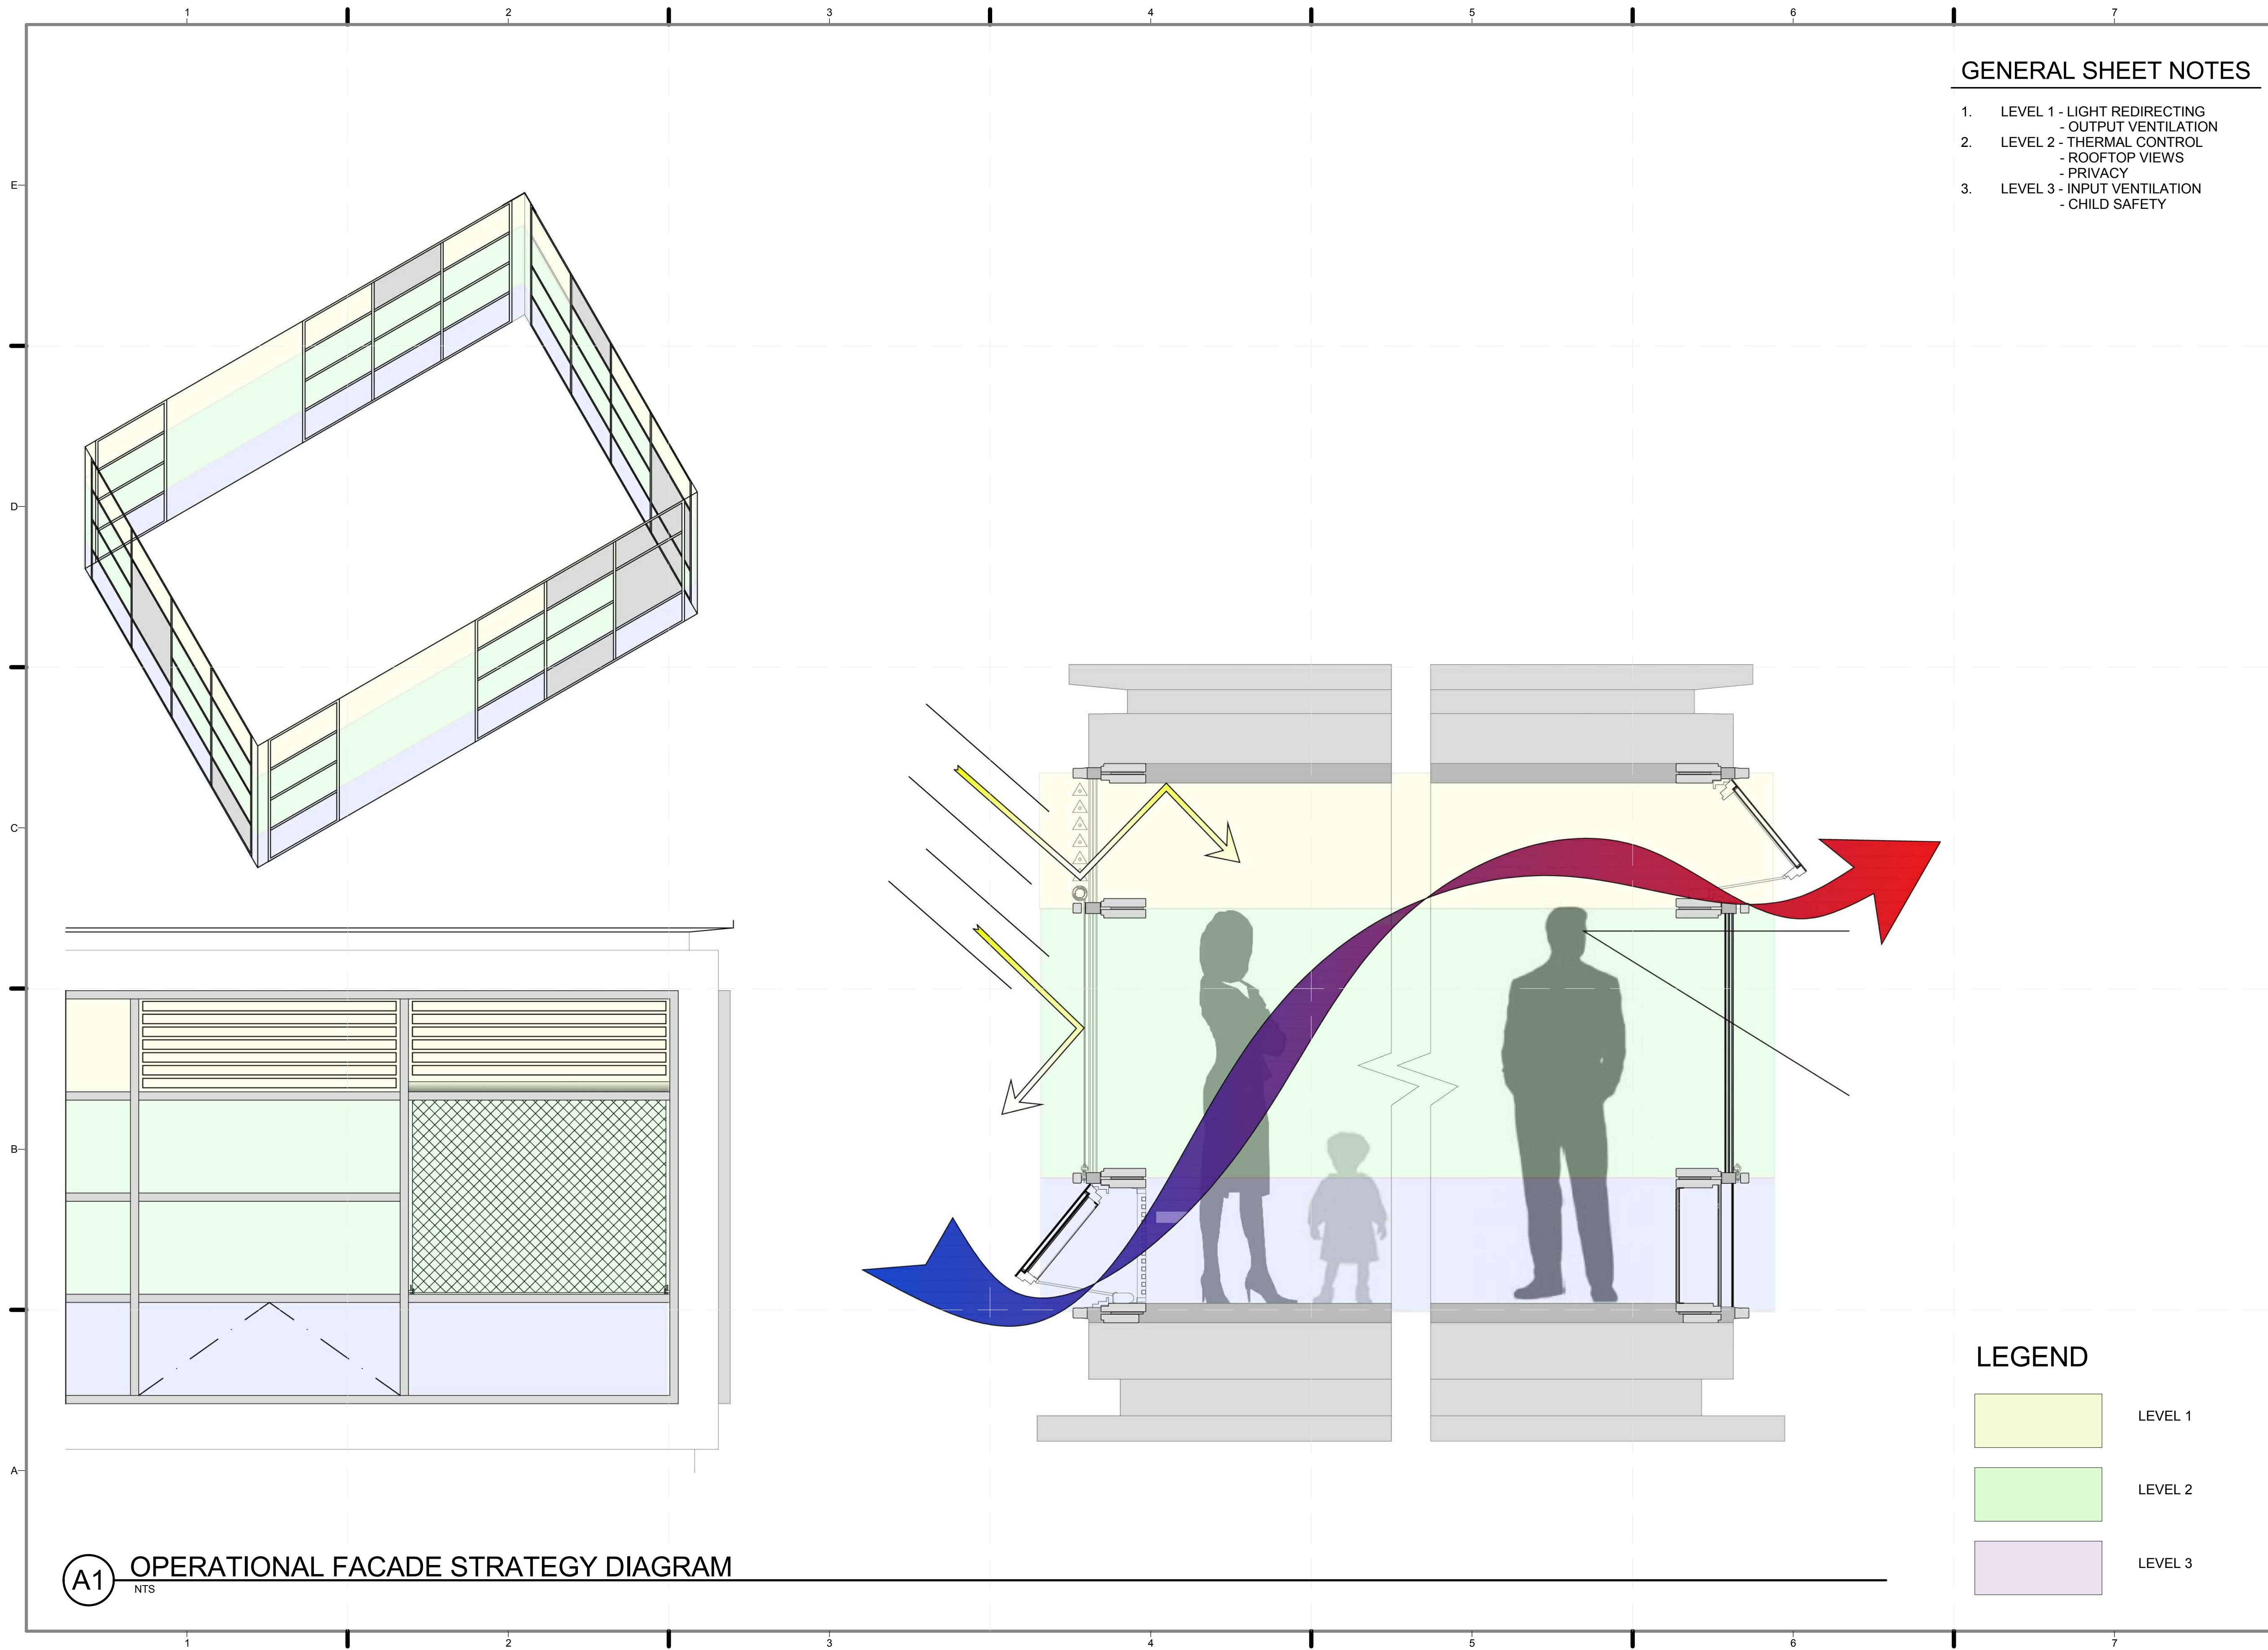 1 2 3 4 5 6 7
GENERAL SHEET NOTES
1. LEVEL 1 - LIGHT REDIRECTING
- OUTPUT VENTILATION
2. LEVEL 2 - THERMAL CONTROL
- ROOFTOP VIEWS
- PRIVACY
3. LEVEL 3 - INPUT VENTILATION
- CHILD SAFETY
E
D
C
B
A
LEGEND
LEVEL 1
LEVEL 2
LEVEL 3
A1 OPERATIONAL FACADE STRATEGY DIAGRAM
NTS
1 2 3 4 5 6 7